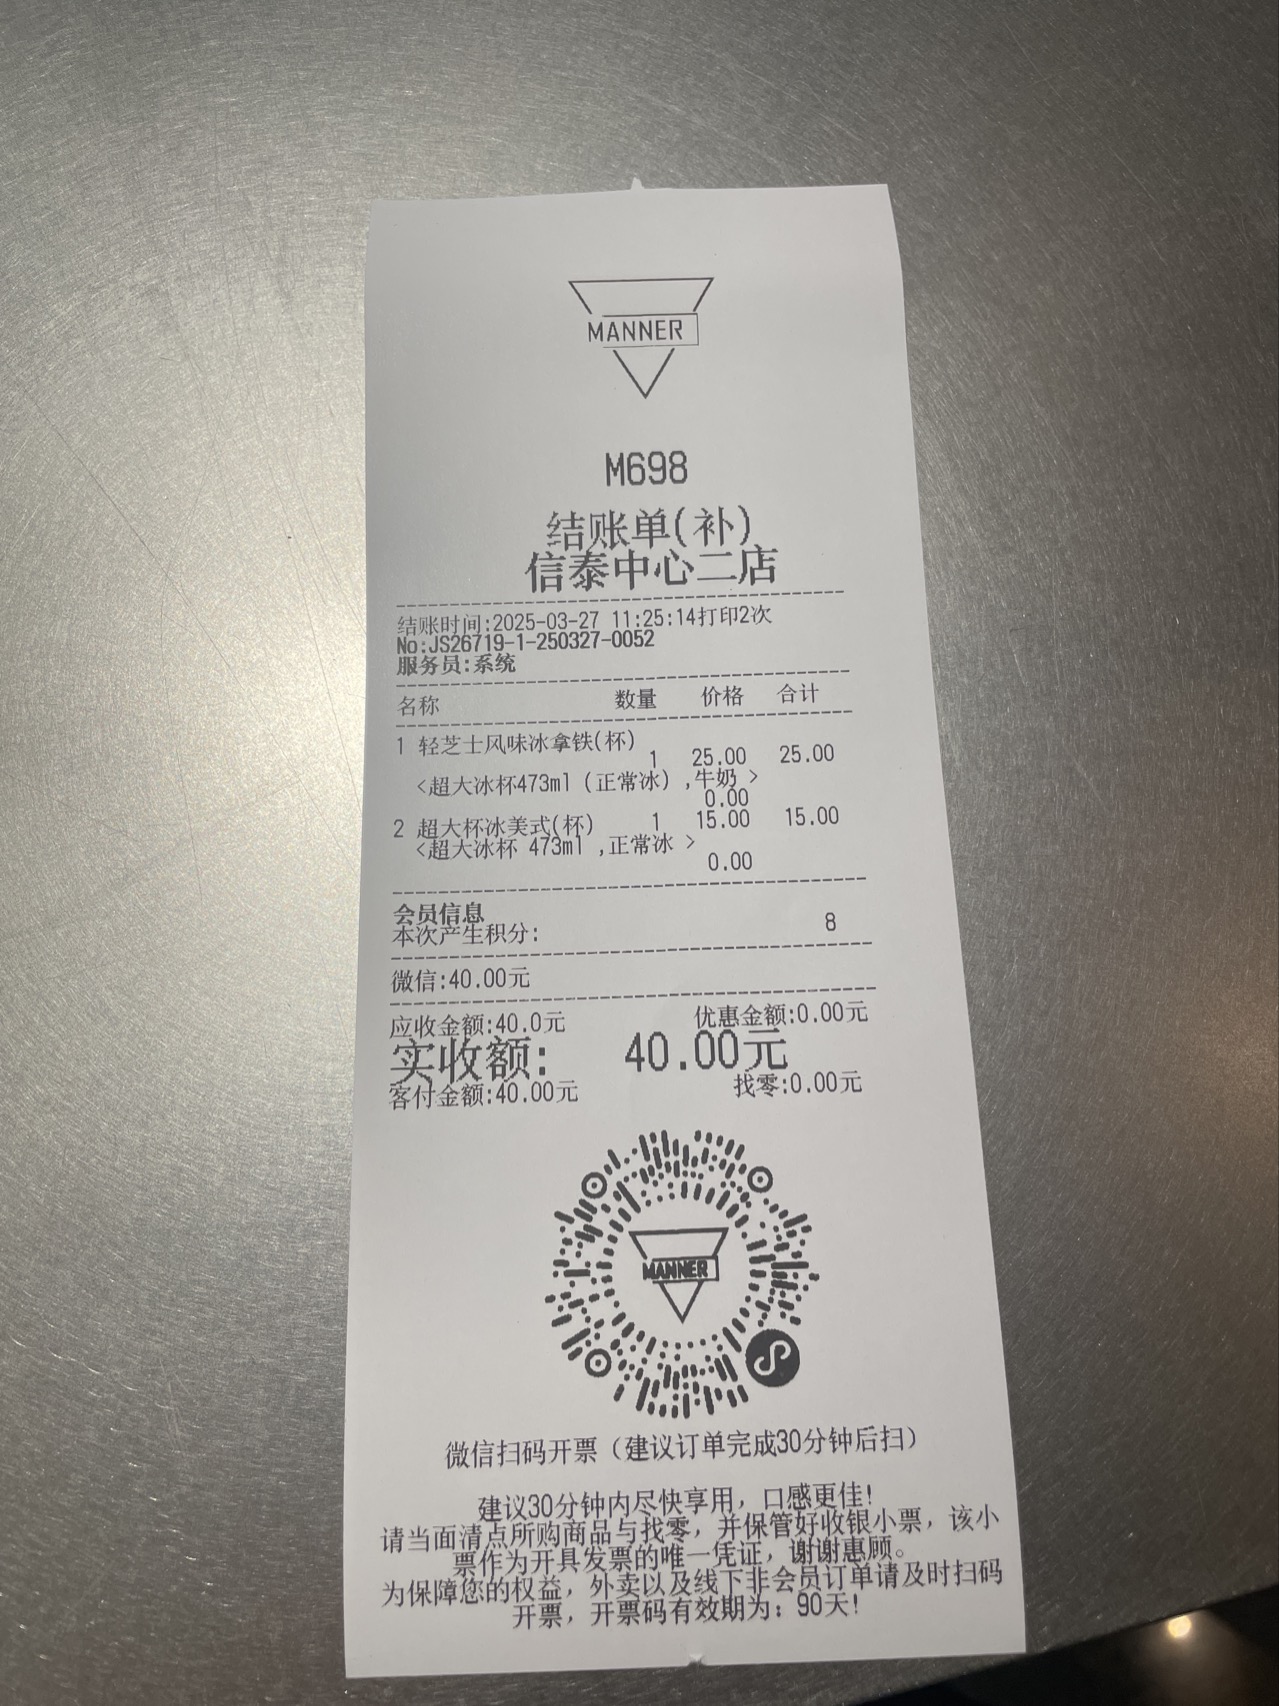 MANNER
M698
结账单(补)
信泰中心二店
结账时间:2025-03-27 11:25:14打印2次
No:JS26719-1-250327-0052
服务员:系统
名称 数量 价格 合计
1 轻芝士风味冰拿铁(杯)
1 25.00 25.00
<超大冰杯473ml (正常冰) ,牛奶 >
0.00
2 超大杯冰美式(杯) 1 15.00 15.00
<超大冰杯 473ml ,正常冰 >
0.00
会员信息
本次产生积分: 8
微信:40.00元
应收金额:40.0元 优惠金额:0.00元
实收额: 40.00元
客付金额:40.00元 找零:0.00元
MANNER
微信扫码开票（建议订单完成30分钟后扫）
建议30分钟内尽快享用，口感更佳!
请当面清点所购商品与找零，并保管好收银小票，该小
票作为开具发票的唯一凭证，谢谢惠顾。
为保障您的权益，外卖以及线下非会员订单请及时扫码
开票，开票码有效期为：90天!